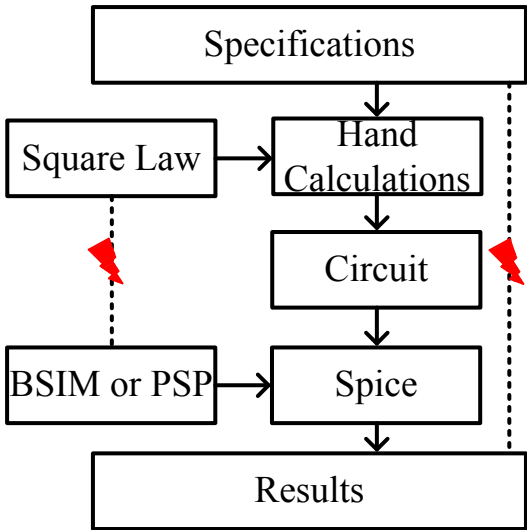 Specifications
Square Law
Hand
Calculations
Circuit
BSIM or PSP
Spice
Results